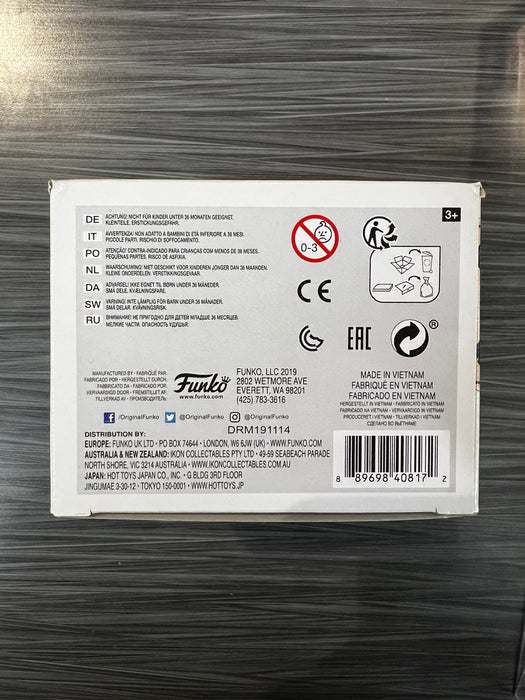 DE ACHTUNG! NICHT FÜR KINDER UNTER 36 MONATEN GEEIGNET.
KLEINTEILE. ERSTICKUNGSGEFAHR.
IT AVVERTENZA! NON ADATTO A BAMBINI DI ETÀ INFERIORE A 36 MESI.
PICCOLE PARTI. RISCHIO DI SOFFOCAMENTO.
PO ATENÇÃO! CONTRA-INDICADO PARA CRIANÇAS COM MENOS DE 36 MESES.
PEQUENAS PARTES. RISCO DE ASFIXIA.
NL WAARSCHUWING! NIET GESCHIKT VOOR KINDEREN JONGER DAN 36 MAANDEN.
KLEINE ONDERDELEN. VERSTIKKINGSGEVAAR.
DA ADVARSEL! IKKE EGNET TIL BØRN UNDER 36 MÅNEDER.
SMÅ DELE. KVÆLNINGSFARE.
SW VARNING! INTE LÄMPLIG FÖR BARN UNDER 36 MÅNADER.
SMÅ DELAR. KVÄVNINGSRISK.
RU ВНИМАНИЕ! НЕ ПРИГОДНО ДЛЯ ДЕТЕЙ МЛАДШЕ 36 МЕСЯЦЕВ.
МЕЛКИЕ ЧАСТИ. ОПАСНОСТЬ УДУШЬЯ.
0-3
3+
CE
EAC
®
MANUFACTURED BY · FABRIQUÉ PAR
FABRICADO POR · HERGESTELLT DURCH
FABRICATO DA · FABRICADO POR
VERVAARDIGD DOOR · FREMSTILLET AF
TILLVERKAD AV · ПРОИЗВОДИТЕЛЬ
Funko
www.funko.com
FUNKO, LLC 2019
2802 WETMORE AVE
EVERETT, WA 98201
(425) 783-3616
MADE IN VIETNAM
FABRIQUÉ EN VIETNAM
FABRICADO EN VIETNAM
HERGESTELLT IN VIETNAM · FABBRICATO IN VIETNAM
FABRICADO NO VIETNAM · VERVAARDIGD IN VIETNAM
PRODUCERET I VIETNAM · TILLVERKAD I VIETNAM
СДЕЛАНО ВО ВЬЕТНАМЕ
/OriginalFunko @OriginalFunko @OriginalFunko
DRM191114
DISTRIBUTION BY:
EUROPE: FUNKO UK LTD • PO BOX 74644 • LONDON, W6 6JW (UK) • WWW.FUNKO.COM
AUSTRALIA & NEW ZEALAND: IKON COLLECTABLES PTY LTD • 49-59 SEABEACH PARADE
NORTH SHORE, VIC 3214 AUSTRALIA • WWW.IKONCOLLECTABLES.COM.AU
JAPAN: HOT TOYS JAPAN CO., INC. • G BLDG 3RD FLOOR
JINGUMAE 3-30-12 • TOKYO 150-0001 • WWW.HOTTOYS.JP
8 89698 40817 2